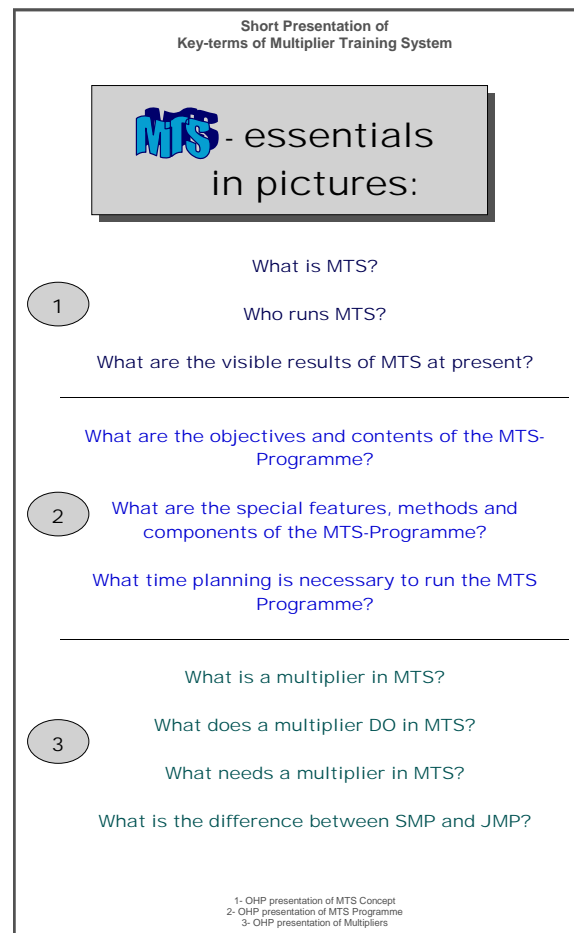 Short Presentation of
Key-terms of Multiplier Training System
MTS - essentials
in pictures:
What is MTS?
1
Who runs MTS?
What are the visible results of MTS at present?
What are the objectives and contents of the MTS-
Programme?
2
What are the special features, methods and
components of the MTS-Programme?
What time planning is necessary to run the MTS
Programme?
What is a multiplier in MTS?
3
What does a multiplier DO in MTS?
What needs a multiplier in MTS?
What is the difference between SMP and JMP?
1- OHP presentation of MTS Concept
2- OHP presentation of MTS Programme
3- OHP presentation of Multipliers